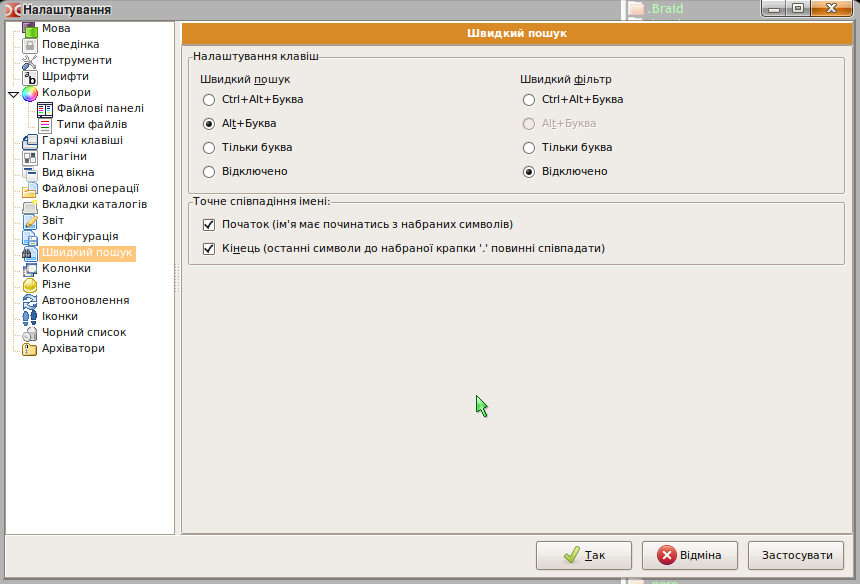 Налаштування
.Braid
Мова
Поведінка
Інструменти
Шрифти
Кольори
Файлові панелі
Типи файлів
Гарячі клавіші
Плагіни
Вид вікна
Файлові операції
Вкладки каталогів
Звіт
Конфігурація
Швидкий пошук
Колонки
Різне
Автооновлення
Іконки
Чорний список
Архіватори
Швидкий пошук
Налаштування клавіш
Швидкий пошук
Швидкий фільтр
Ctrl+Alt+Буква
Ctrl+Alt+Буква
Alt+Буква
Alt+Буква
Тільки буква
Тільки буква
Відключено
Відключено
Точне співпадіння імені:
Початок (ім'я має починатись з набраних символів)
Кінець (останні символи до набраної крапки '.' повинні співпадати)
Так
Відміна
Застосувати